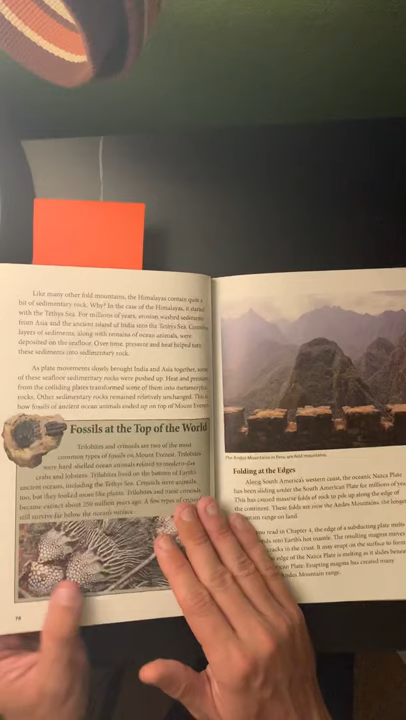 Like many other fold mountains, the Himalayas contain quite a
bit of sedimentary rock. Why? In the case of the Himalayas, it started
with the Tethys Sea. For millions of years, erosion washed sediments
from Asia and the ancient island of India into the Tethys Sea.
layers of sediments, along with remains of ocean animals, were
deposited on the seafloor. Over time, pressure and heat helped turn
these sediments into sedimentary rock.
As plate movements slowly brought India and Asia together, some
of these seafloor sedimentary rocks were pushed up. Heat and pressure
from the colliding plates transformed some of them into metamorphic
rocks. Other sedimentary rocks remained relatively unchanged. This is
how fossils of ancient ocean animals ended up on top of Mount Everest.
Fossils at the Top of the World
Trilobites and crinoids are two of the most
common types of fossils on Mount Everest. Trilobites
were hard-shelled ocean animals related to modern-day
crabs and lobsters. Trilobites lived on the bottom of Earth's
ancient oceans, including the Tethys Sea. Crinoids were animals,
too, but they looked more like plants. Trilobites and most crinoids
became extinct about 250 million years ago. A few types of crinoids
still survive far below the ocean's surface.
The Andes Mountains in Peru are fold mountains.
Folding at the Edges
Along South America's western coast, the oceanic Nazca Plate
has been sliding under the South American Plate for millions of years.
This has caused massive folds of rock to pile up along the edge of
the continent. These folds are now the Andes Mountains, the longest
mountain range on land.
you read in Chapter 4, the edge of a subducting plate melts
into Earth's hot mantle. The resulting magma moves
cracks in the crust. It may erupt on the surface to form
edge of the Nazca Plate is melting as it slides beneath
Plate. Erupting magma has created many
Andes Mountain range.